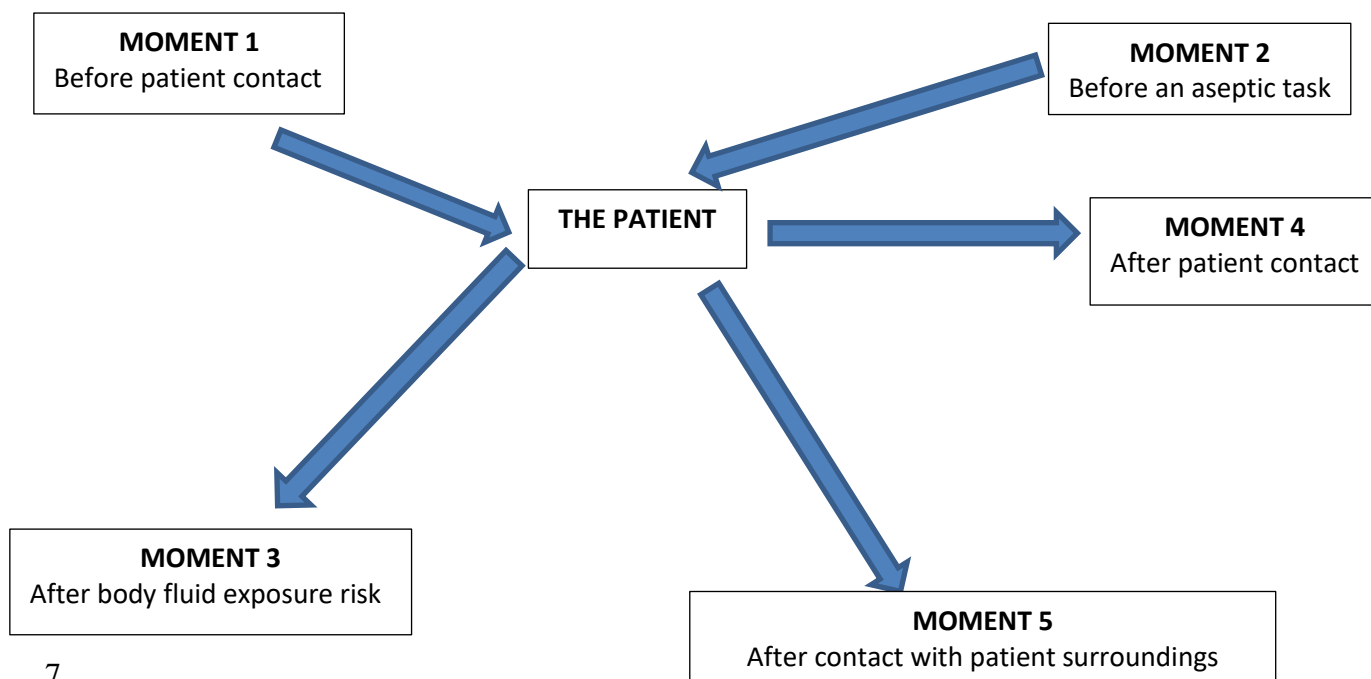 MOMENT 1
Before patient contact
MOMENT 2
Before an aseptic task
THE PATIENT
MOMENT 4
After patient contact
MOMENT 3
After body fluid exposure risk
MOMENT 5
After contact with patient surroundings
7